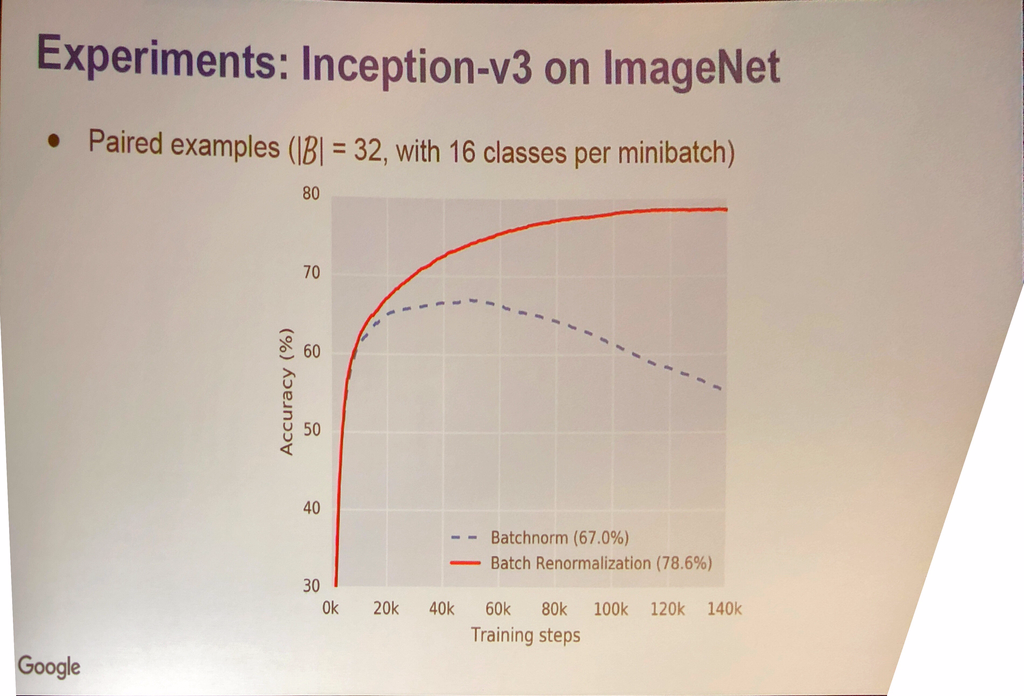 Experiments: Inception-v3 on ImageNet
• Paired examples (|B| = 32, with 16 classes per minibatch)
80
70
60
50
40
30
Accuracy (%)
0k 20k 40k 60k 80k 100k 120k 140k
Training steps
Batchnorm (67.0%)
Batch Renormalization (78.6%)
Google